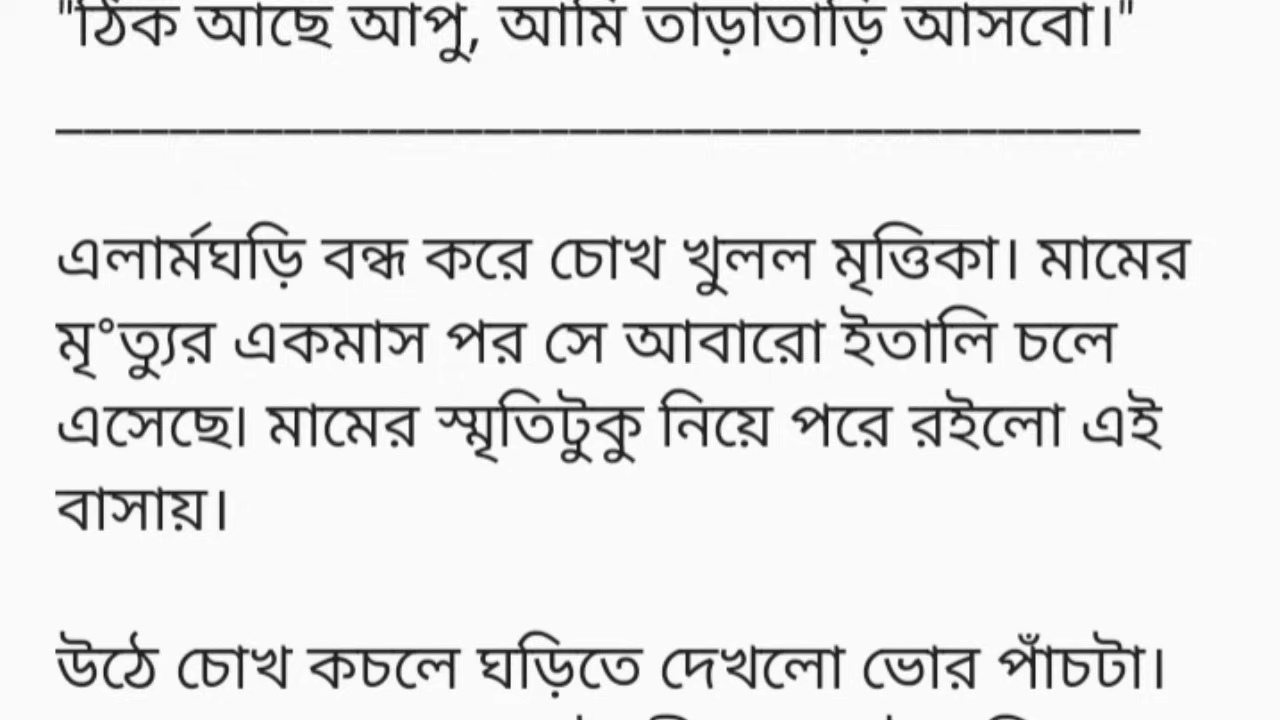 "ঠিক আছে আপু, আমি তাড়াতাড়ি আসবো।"
______________________________________
এলার্মঘড়ি বন্ধ করে চোখ খুলল মৃত্তিকা। মামের
মৃ°ত্যুর একমাস পর সে আবারো ইতালি চলে
এসেছে। মামের স্মৃতিটুকু নিয়ে পরে রইলো এই
বাসায়।
উঠে চোখ কচলে ঘড়িতে দেখলো ভোর পাঁচটা।